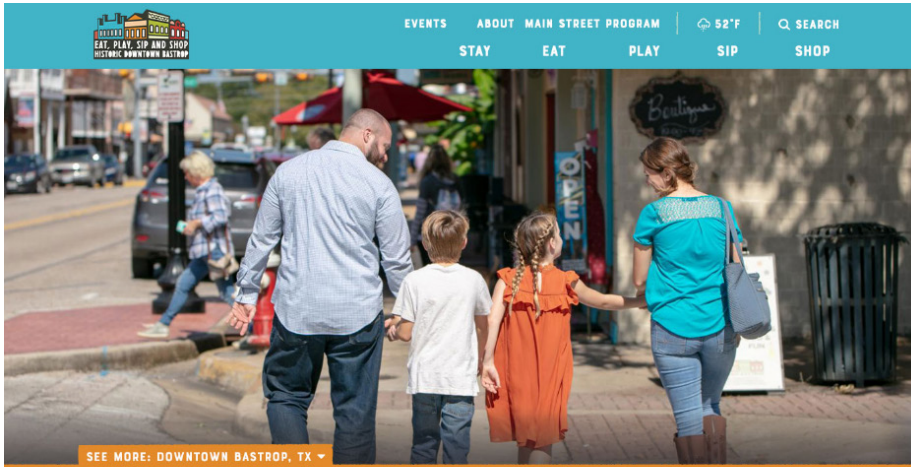 EVENTS ABOUT MAIN STREET PROGRAM 52°F SEARCH
EAT, PLAY, SIP AND SHOP
HISTORIC DOWNTOWN BASTROP
STAY EAT PLAY SIP SHOP
Boutique
OPEN
FUN
SEE MORE: DOWNTOWN BASTROP, TX